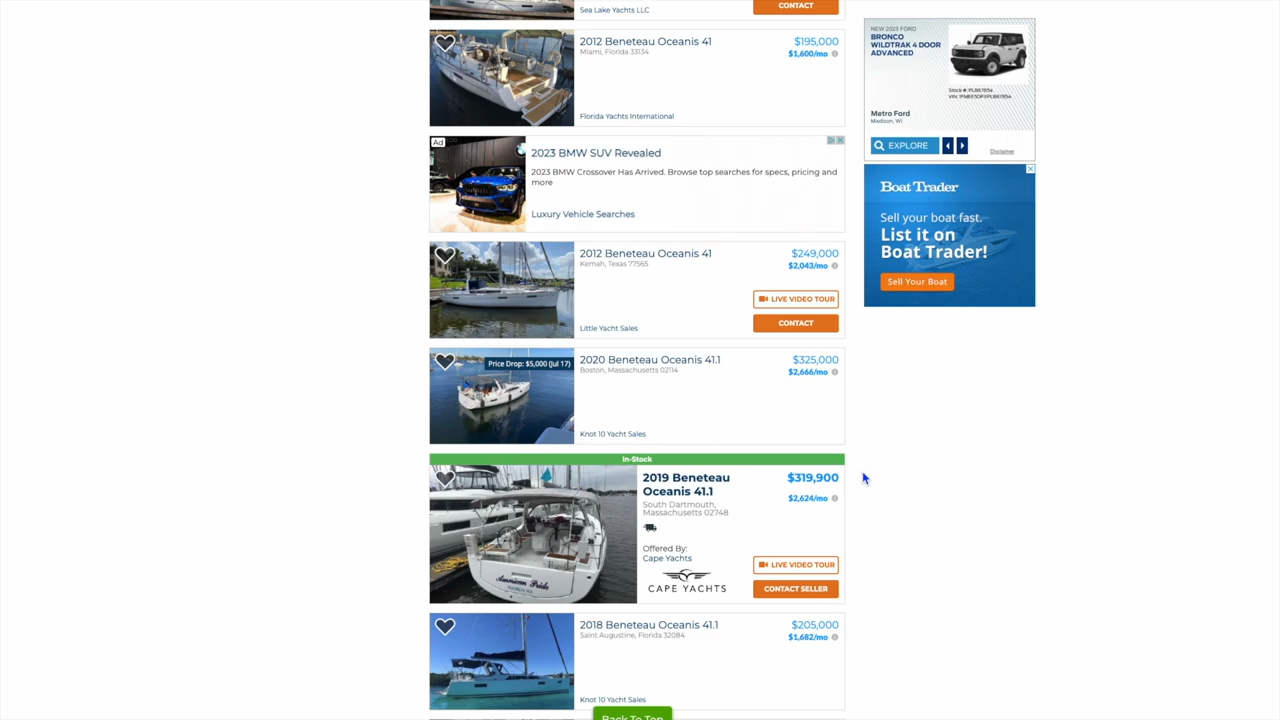 Sea Lake Yachts LLC
CONTACT
2012 Beneteau Oceanis 41
$195,000
Miami, Florida 33134
$1,600/mo
Florida Yachts International
Ad
2023 BMW SUV Revealed
2023 BMW Crossover Has Arrived. Browse top searches for specs, pricing and
more
Luxury Vehicle Searches
2012 Beneteau Oceanis 41
$249,000
Kemah, Texas 77565
$2,043/mo
LIVE VIDEO TOUR
CONTACT
Little Yacht Sales
Price Drop: $5,000 (Jul 17)
2020 Beneteau Oceanis 41.1
$325,000
Boston, Massachusetts 02114
$2,666/mo
Knot 10 Yacht Sales
In-Stock
2019 Beneteau
Oceanis 41.1
$319,900
$2,624/mo
South Dartmouth,
Massachusetts 02748
Offered By:
Cape Yachts
CAPE YACHTS
LIVE VIDEO TOUR
CONTACT SELLER
American Pride
2018 Beneteau Oceanis 41.1
$205,000
Saint Augustine, Florida 32084
$1,682/mo
Knot 10 Yacht Sales
Back To Top
NEW 2023 FORD
BRONCO
WILDTRAK 4 DOOR
ADVANCED
Stock #: PLB67854
Metro Ford
Madison, WI
EXPLORE
Disclaimer
Boat Trader
Sell your boat fast.
List it on
Boat Trader!
Sell Your Boat